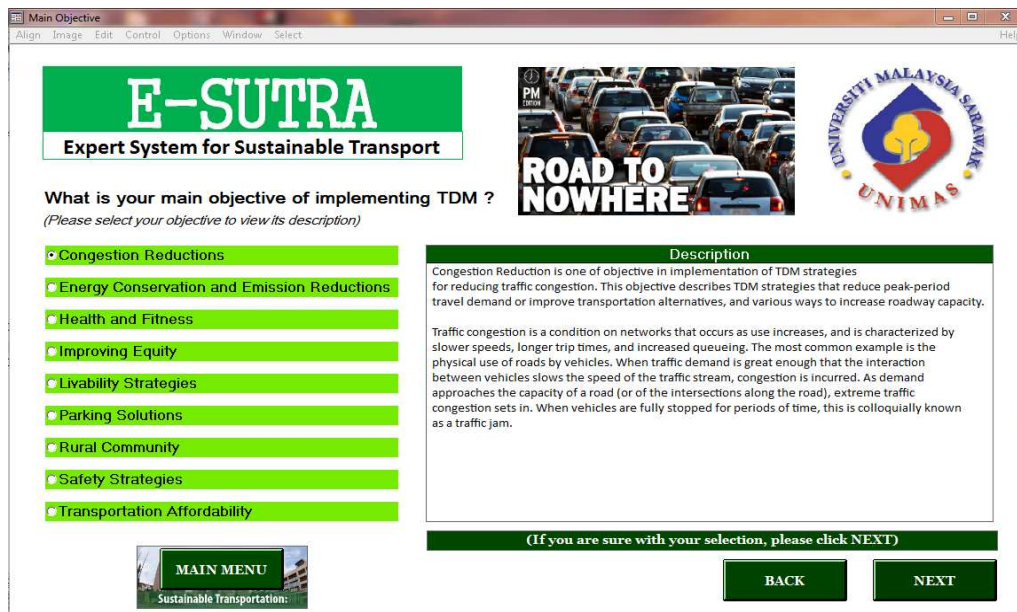 Main Objective
Align Image Edit Control Options Window Select Help
E-SUTRA
Expert System for Sustainable Transport
PM
EDITION
ROAD TO
NOWHERE
UNIVERSITI MALAYSIA SARAWAK
UNIMAS
What is your main objective of implementing TDM ?
(Please select your objective to view its description)
Congestion Reductions
Energy Conservation and Emission Reductions
Health and Fitness
Improving Equity
Livability Strategies
Parking Solutions
Rural Community
Safety Strategies
Transportation Affordability
Description
Congestion Reduction is one of objective in implementation of TDM strategies
for reducing traffic congestion. This objective describes TDM strategies that reduce peak-period
travel demand or improve transportation alternatives, and various ways to increase roadway capacity.
Traffic congestion is a condition on networks that occurs as use increases, and is characterized by
slower speeds, longer trip times, and increased queueing. The most common example is the
physical use of roads by vehicles. When traffic demand is great enough that the interaction
between vehicles slows the speed of the traffic stream, congestion is incurred. As demand
approaches the capacity of a road (or of the intersections along the road), extreme traffic
congestion sets in. When vehicles are fully stopped for periods of time, this is colloquially known
as a traffic jam.
(If you are sure with your selection, please click NEXT)
MAIN MENU
Sustainable Transportation:
BACK
NEXT